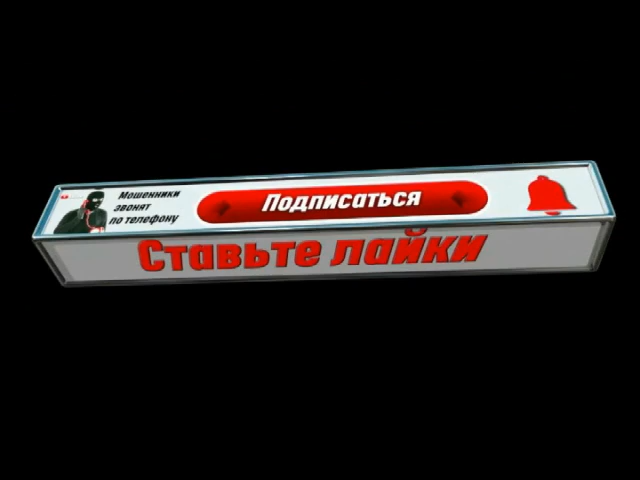 Мошенники
звонят
по телефону
Подписаться
Ставьте лайки